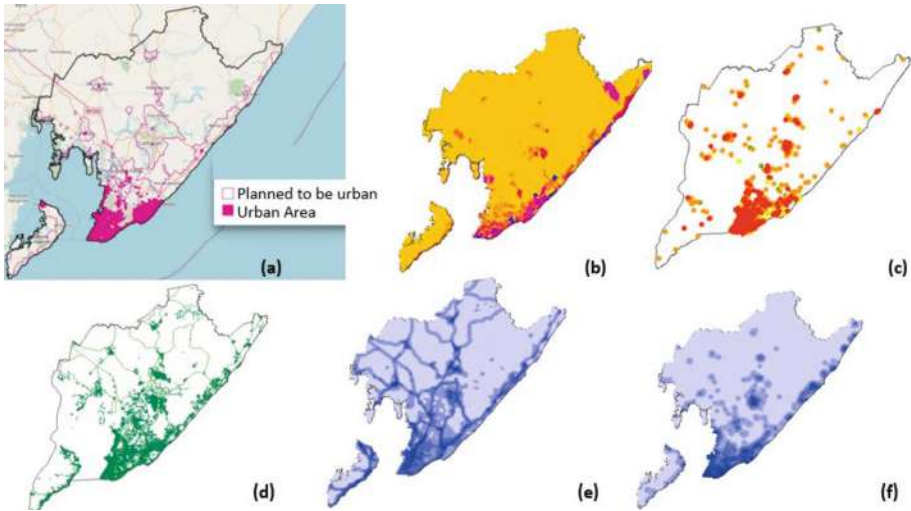 Planned to be urban
Urban Area
(a)
(b)
(c)
(d)
(e)
(f)